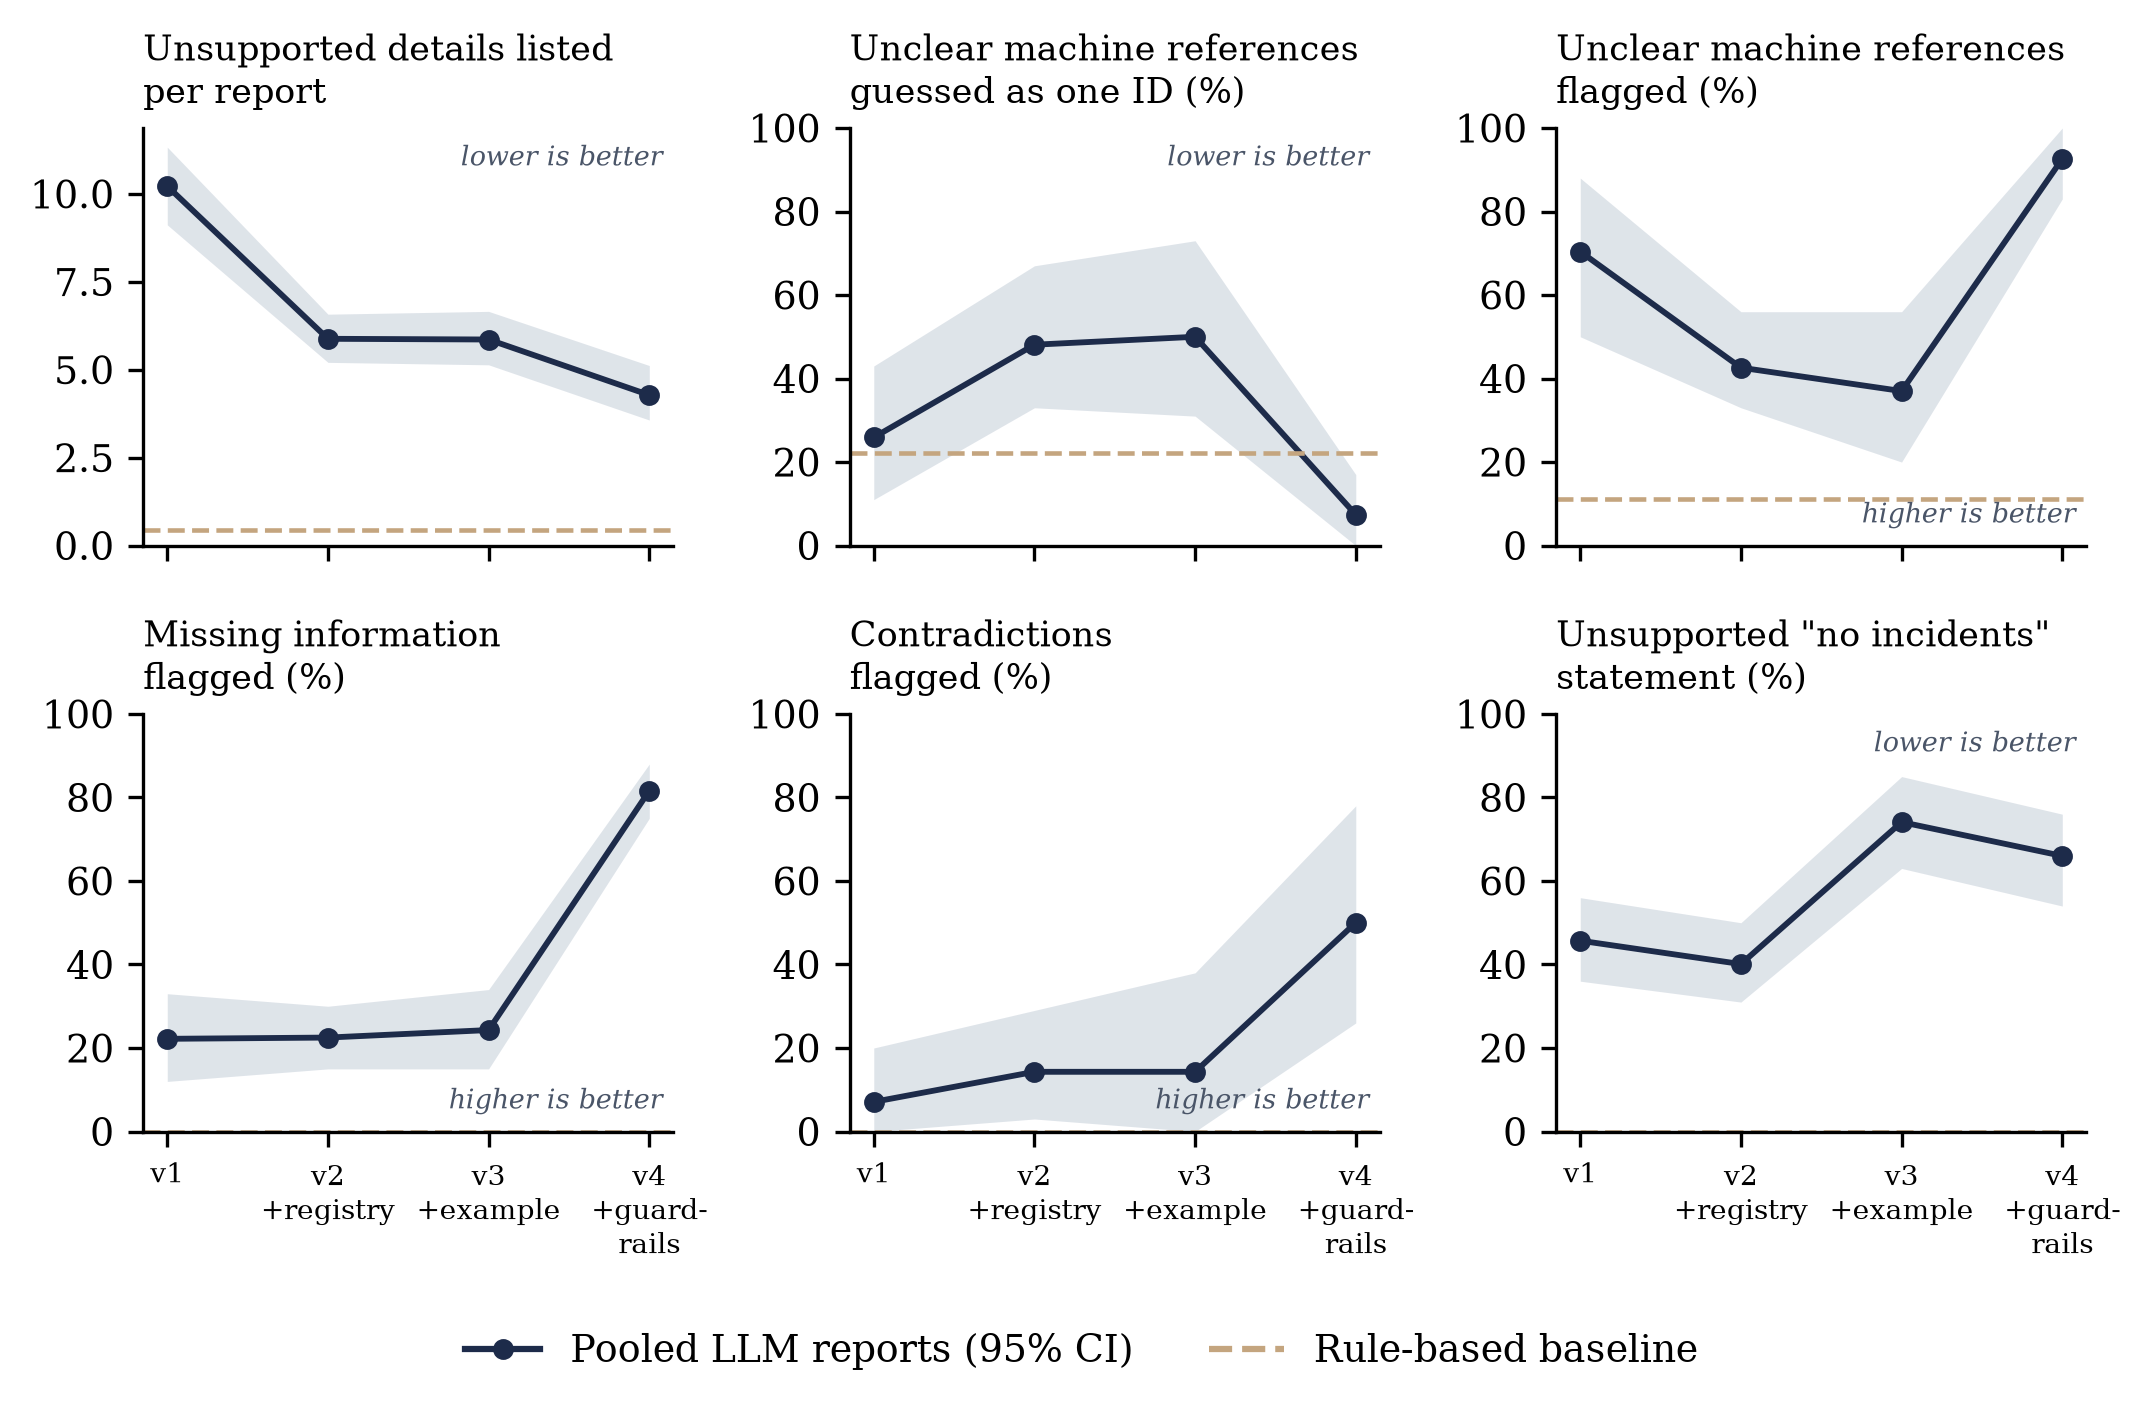 Unsupported details listed
per report
lower is better
10.0
7.5
5.0
2.5
0.0
Unclear machine references
guessed as one ID (%)
lower is better
100
80
60
40
20
0
Unclear machine references
flagged (%)
100
80
60
40
20
0
higher is better
Missing information
flagged (%)
100
80
60
40
20
0
higher is better
v1
v2
+registry
v3
+example
v4
+guard-
rails
Contradictions
flagged (%)
100
80
60
40
20
0
higher is better
v1
v2
+registry
v3
+example
v4
+guard-
rails
Unsupported "no incidents"
statement (%)
lower is better
100
80
60
40
20
0
v1
v2
+registry
v3
+example
v4
+guard-
rails
Pooled LLM reports (95% CI)
Rule-based baseline